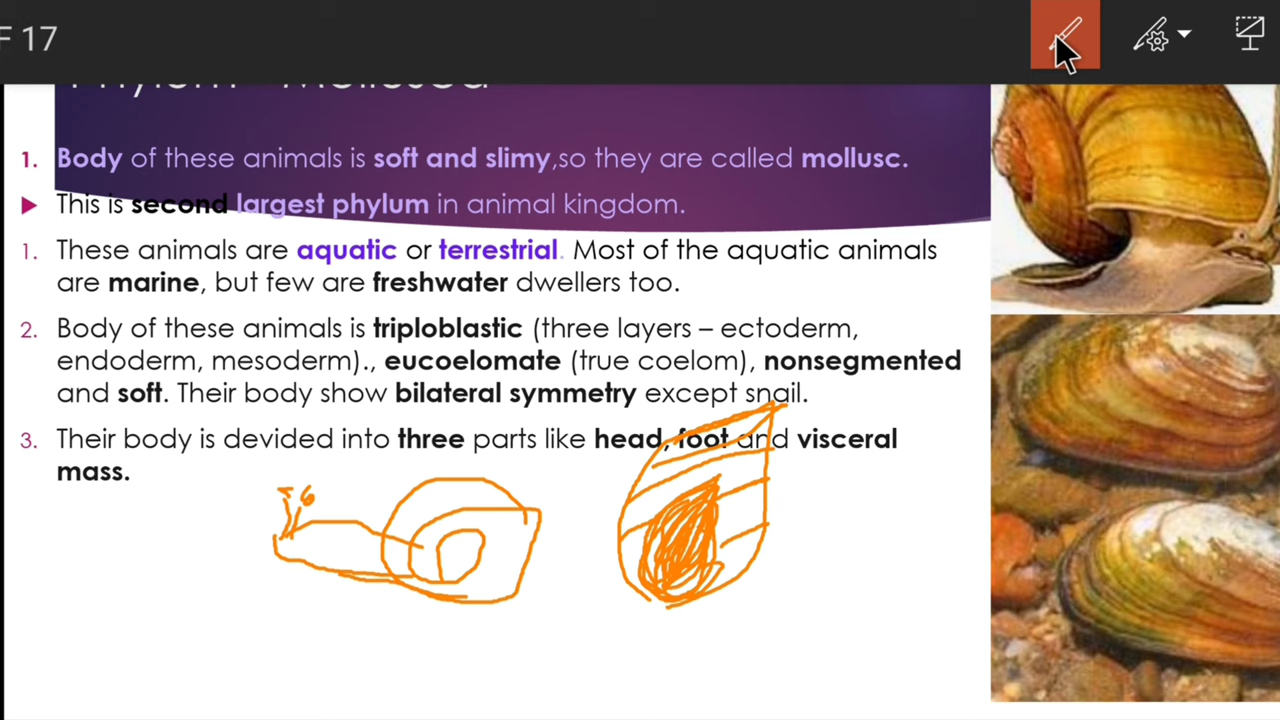 F 17
Phylum - Mollusca
1. Body of these animals is soft and slimy,so they are called mollusc.
This is second largest phylum in animal kingdom.
1. These animals are aquatic or terrestrial. Most of the aquatic animals
are marine, but few are freshwater dwellers too.
2. Body of these animals is triploblastic (three layers – ectoderm,
endoderm, mesoderm)., eucoelomate (true coelom), nonsegmented
and soft. Their body show bilateral symmetry except snail.
3. Their body is devided into three parts like head, foot and visceral
mass.